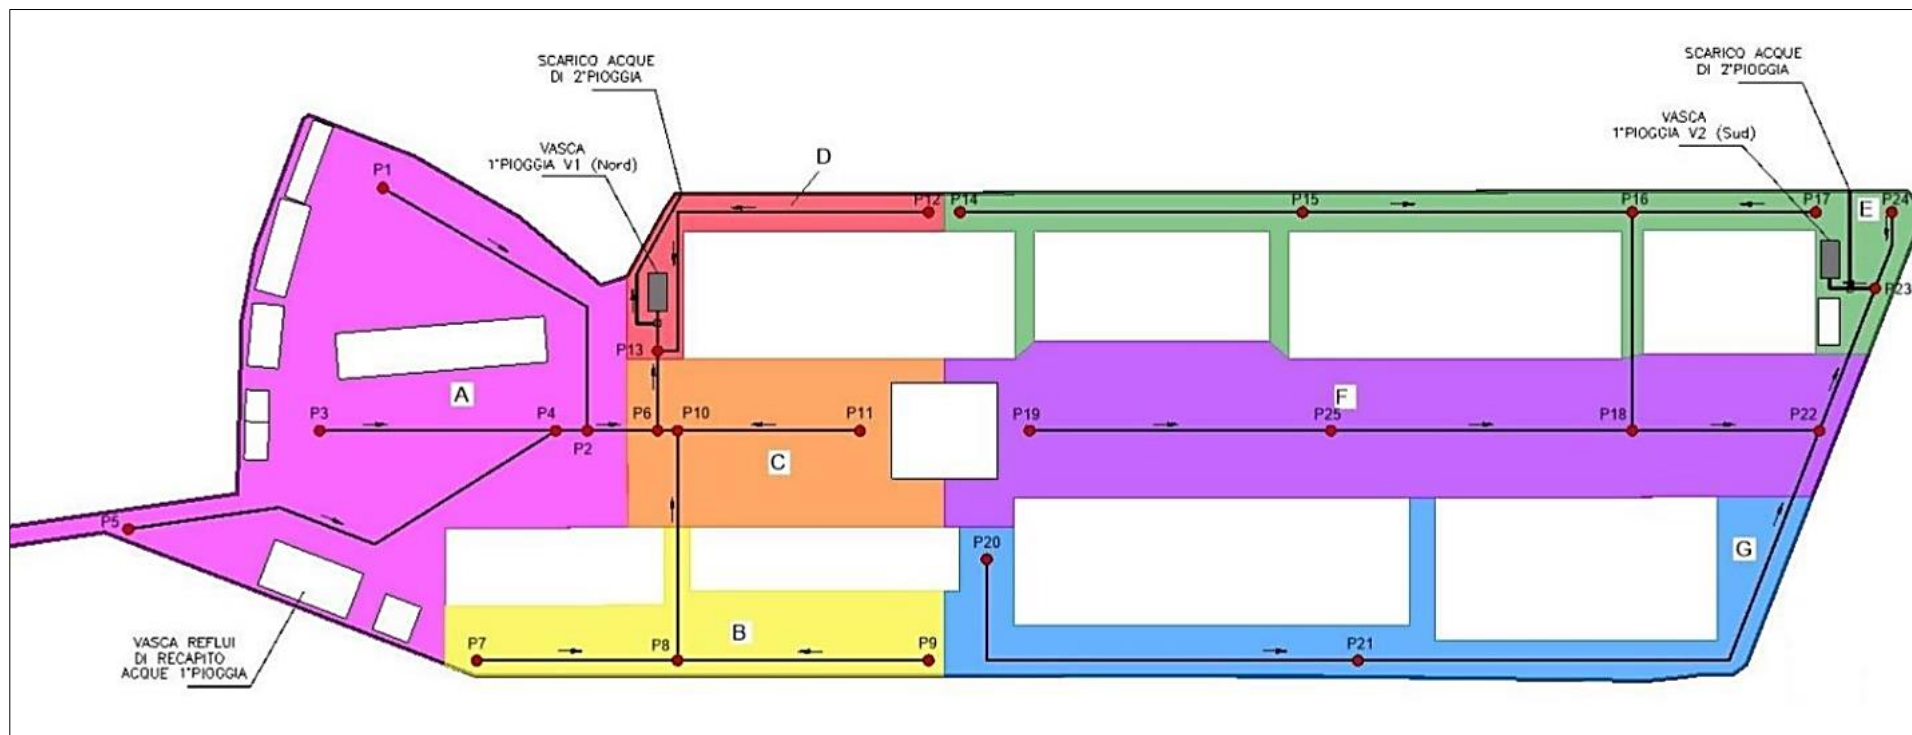 SCARICO ACQUE
DI 2°PIOGGIA
SCARICO ACQUE
DI 2°PIOGGIA
VASCA
1°PIOGGIA V1 (Nord)
VASCA
1°PIOGGIA V2 (Sud)
D
P1
P12
P14
P15
P16
P17
E
P24
P23
P13
A
P3
P4
P2
P6
P10
P11
C
F
P19
P25
P18
P22
P5
P20
G
P7
P8
B
P9
P21
VASCA REFLUI
DI RECAPITO
ACQUE 1°PIOGGIA